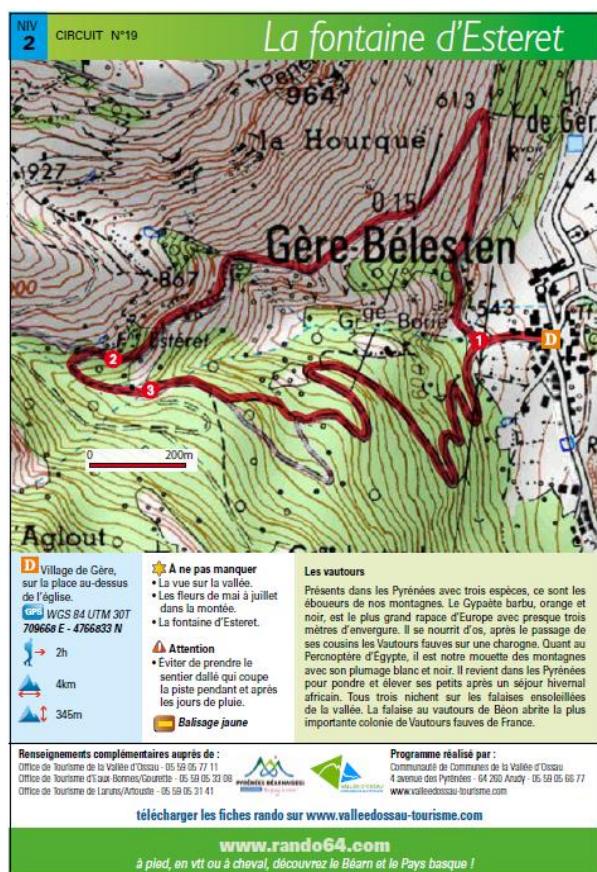 NIV
2
CIRCUIT N°19
La fontaine d'Esteret
964
613
de Gèr
la Hourque
927
0 15
Gère-Bélesten
867
543
1
D
2
Estéret
3
0 200m
Aglout
D Village de Gère,
sur la place au-dessus
de l'église.
GPS WGS 84 UTM 30T
709668 E - 4766833 N
2h
4km
345m
A ne pas manquer
• La vue sur la vallée.
• Les fleurs de mai à juillet
dans la montée.
• La fontaine d'Esteret.
Attention
• Eviter de prendre le
sentier dallé qui coupe
la piste pendant et après
les jours de pluie.
Balisage jaune
Les vautours
Présents dans les Pyrénées avec trois espèces, ce sont les
éboueurs de nos montagnes. Le Gypaète barbu, orange et
noir, est le plus grand rapace d'Europe avec presque trois
mètres d'envergure. Il se nourrit d'os, après le passage de
ses cousins les Vautours fauves sur une charogne. Quant au
Percnoptère d'Egypte, il est notre mouette des montagnes
avec son plumage blanc et noir. Il revient dans les Pyrénées
pour pondre et élever ses petits après un séjour hivernal
africain. Tous trois nichent sur les falaises ensoleillées
de la vallée. La falaise au vautours de Béon abrite la plus
importante colonie de Vautours fauves de France.
Renseignements complémentaires auprès de :
Office de Tourisme de la Vallée d'Ossau - 05 59 05 77 11
Office de Tourisme d'Eaux-Bonnes/Gourette - 05 59 05 33 08
Office de Tourisme de Laruns/Artouste - 05 59 05 31 41
PYRÉNÉES BÉARNAISES
VALLÉE D'OSSAU
Programme réalisé par :
Communauté de Communes de la Vallée d'Ossau
4 avenue des Pyrénées - 64 260 Arudy - 05 59 05 66 77
www.valleedossau-tourisme.com
télécharger les fiches rando sur www.valleedossau-tourisme.com
www.rando64.com
à pied, en vtt ou à cheval, découvrez le Béarn et le Pays basque !